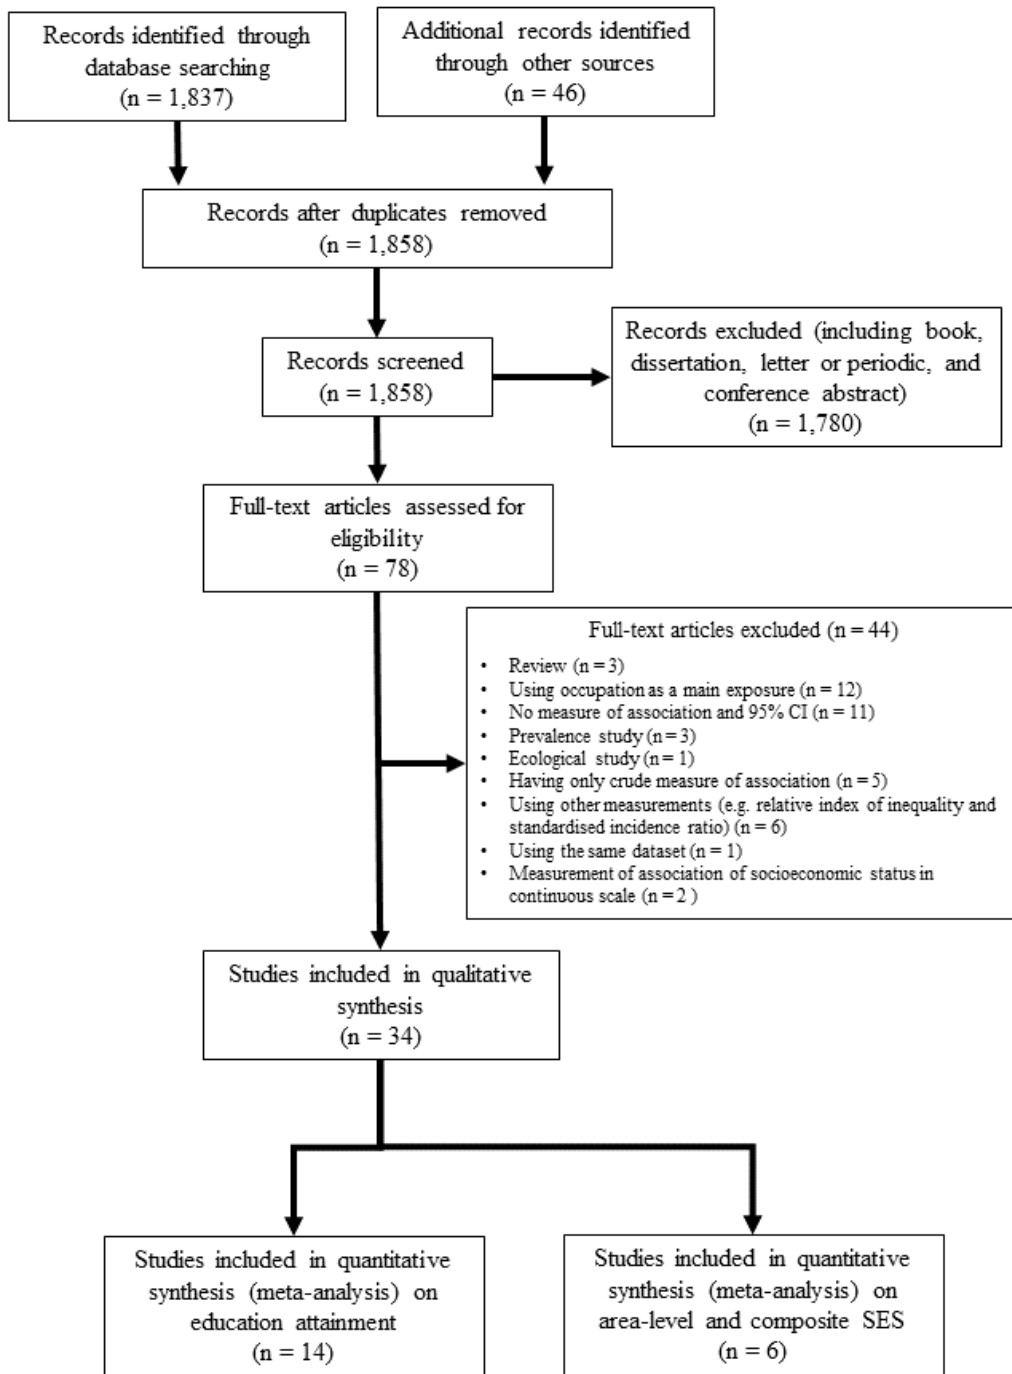 Records identified through
database searching
(n = 1,837)
Additional records identified
through other sources
(n = 46)
Records after duplicates removed
(n = 1,858)
Records screened
(n = 1,858)
Records excluded (including book,
dissertation, letter or periodic, and
conference abstract)
(n = 1,780)
Full-text articles assessed for
eligibility
(n = 78)
Full-text articles excluded (n = 44)
• Review (n = 3)
• Using occupation as a main exposure (n = 12)
• No measure of association and 95% CI (n = 11)
• Prevalence study (n = 3)
• Ecological study (n = 1)
• Having only crude measure of association (n = 5)
• Using other measurements (e.g. relative index of inequality and
standardised incidence ratio) (n = 6)
• Using the same dataset (n = 1)
• Measurement of association of socioeconomic status in
continuous scale (n = 2 )
Studies included in qualitative
synthesis
(n = 34)
Studies included in quantitative
synthesis (meta-analysis) on
education attainment
(n = 14)
Studies included in quantitative
synthesis (meta-analysis) on
area-level and composite SES
(n = 6)